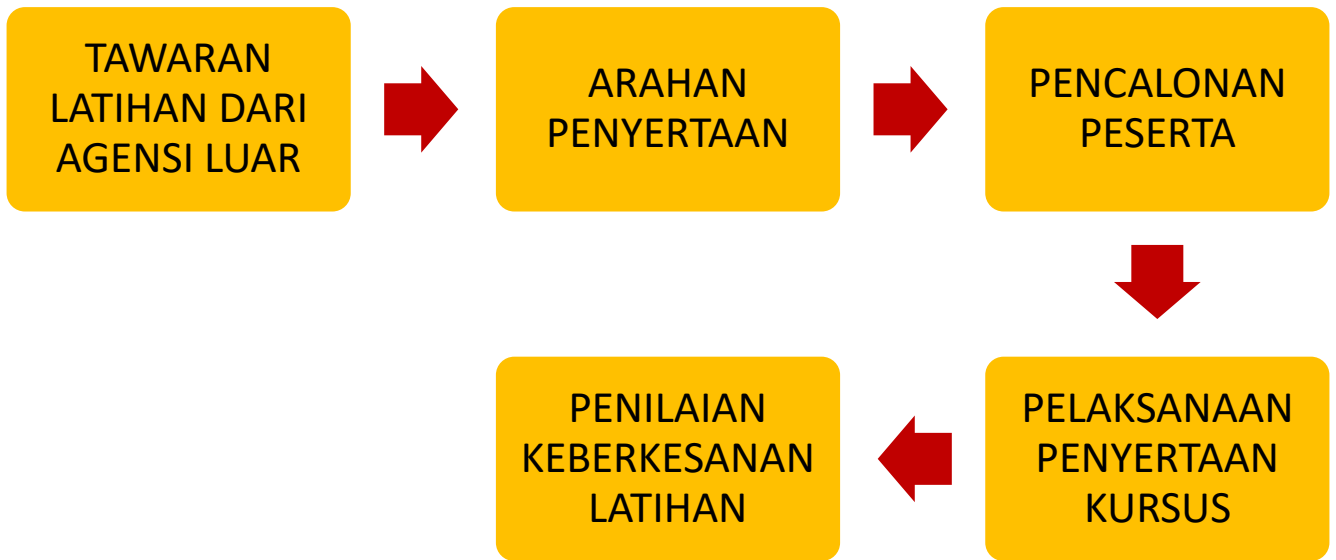 TAWARAN
LATIHAN DARI
AGENSI LUAR
ARAHAN
PENYERTAAN
PENCALONAN
PESERTA
PELAKSANAAN
PENYERTAAN
KURSUS
PENILAIAN
KEBERKESANAN
LATIHAN